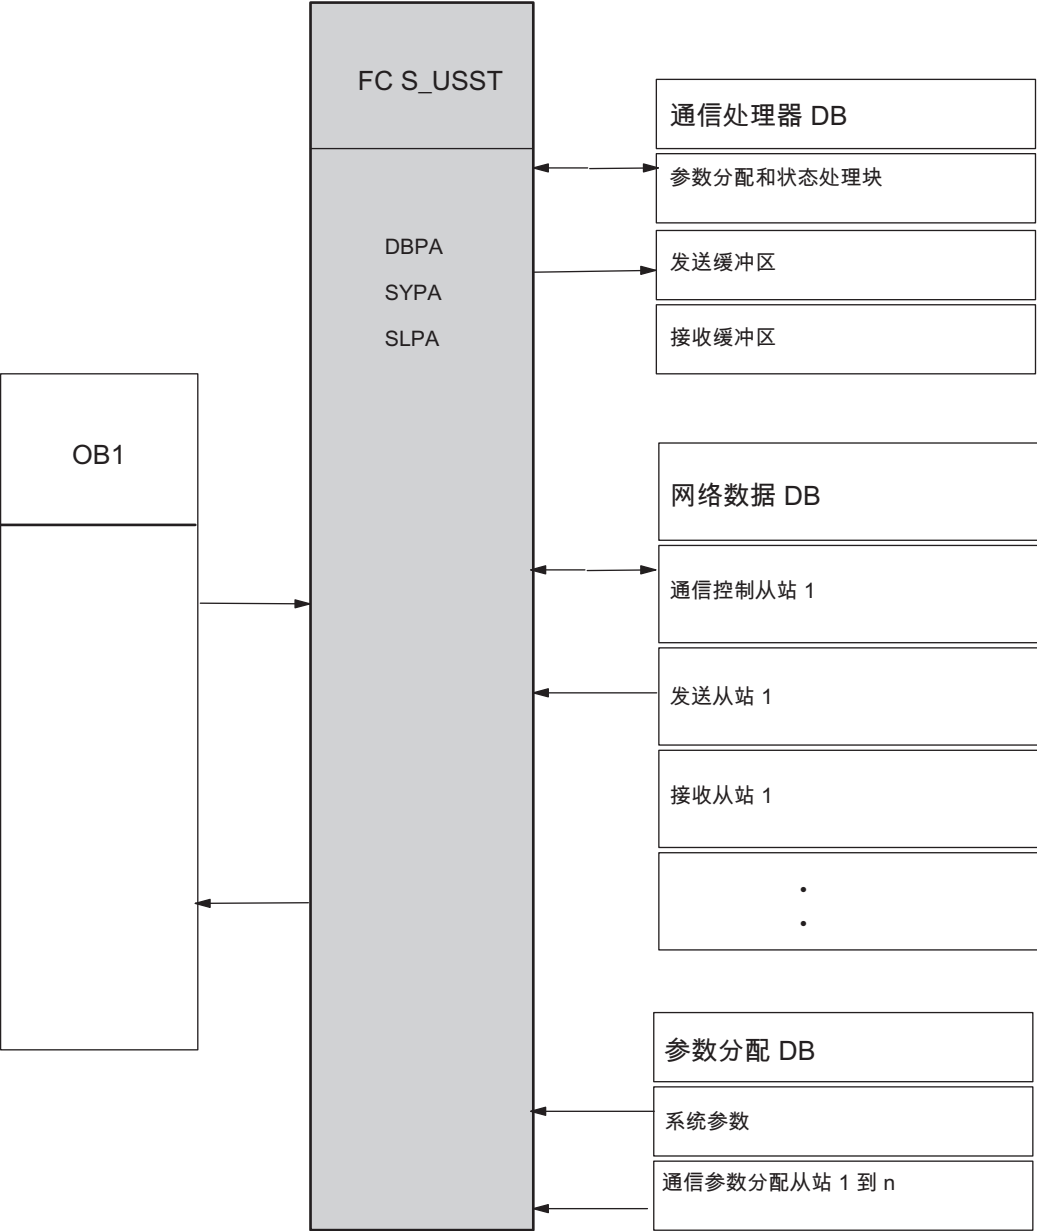 FC S_USST
DBPA
SYPA
SLPA
OB1
通信处理器 DB
参数分配和状态处理块
发送缓冲区
接收缓冲区
网络数据 DB
通信控制从站 1
发送从站 1
接收从站 1
参数分配 DB
系统参数
通信参数分配从站 1 到 n